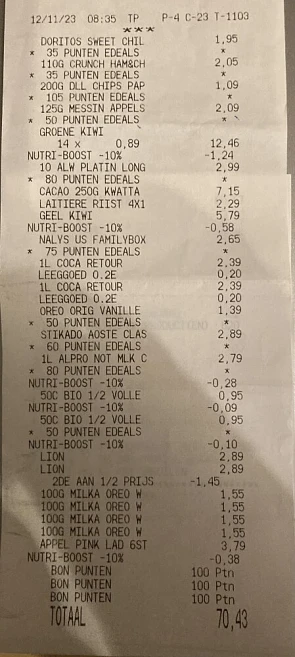 12/11/23 08:35 TP P-4 C-23 T-1103
***
DORITOS SWEET CHIL 1,95
* 35 PUNTEN EDEALS *
110G CRUNCH HAM&CH 2,05
* 35 PUNTEN EDEALS *
200G DLL CHIPS PAP 1,09
* 105 PUNTEN EDEALS *
125G MESSIN APPELS 2,09
* 50 PUNTEN EDEALS *
GROENE KIWI
14 x 0,89 12,46
NUTRI-BOOST -10% -1,24
10 ALW PLATIN LONG 2,99
* 80 PUNTEN EDEALS *
CACAO 250G KWATTA 7,15
LAITIERE RIIST 4X1 2,29
GEEL KIWI 5,79
NUTRI-BOOST -10% -0,58
NALYS US FAMILYBOX 2,65
* 75 PUNTEN EDEALS *
1L COCA RETOUR 2,39
LEEGGOED 0.2E 0,20
1L COCA RETOUR 2,39
LEEGGOED 0.2E 0,20
OREO ORIG VANILLE 1,39
* 50 PUNTEN EDEALS *
STIKADO AOSTE CLAS 2,89
* 60 PUNTEN EDEALS *
1L ALPRO NOT MLK C 2,79
* 80 PUNTEN EDEALS *
NUTRI-BOOST -10% -0,28
50C BIO 1/2 VOLLE 0,95
NUTRI-BOOST -10% -0,09
50C BIO 1/2 VOLLE 0,95
* 50 PUNTEN EDEALS *
NUTRI-BOOST -10% -0,10
LION 2,89
LION 2,89
2DE AAN 1/2 PRIJS -1,45
100G MILKA OREO W 1,55
100G MILKA OREO W 1,55
100G MILKA OREO W 1,55
100G MILKA OREO W 1,55
APPEL PINK LAD 6ST 3,79
NUTRI-BOOST -10% -0,38
BON PUNTEN 100 Ptn
BON PUNTEN 100 Ptn
BON PUNTEN 100 Ptn
TOTAAL 70,43